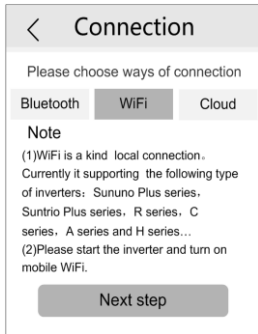 Connection
Please choose ways of connection
Bluetooth WiFi Cloud
Note
(1)WiFi is a kind local connection。
Currently it supporting the following type
of inverters: Sununo Plus series，
Suntrio Plus series，R series，C
series，A series and H series…
(2)Please start the inverter and turn on
mobile WiFi.
Next step